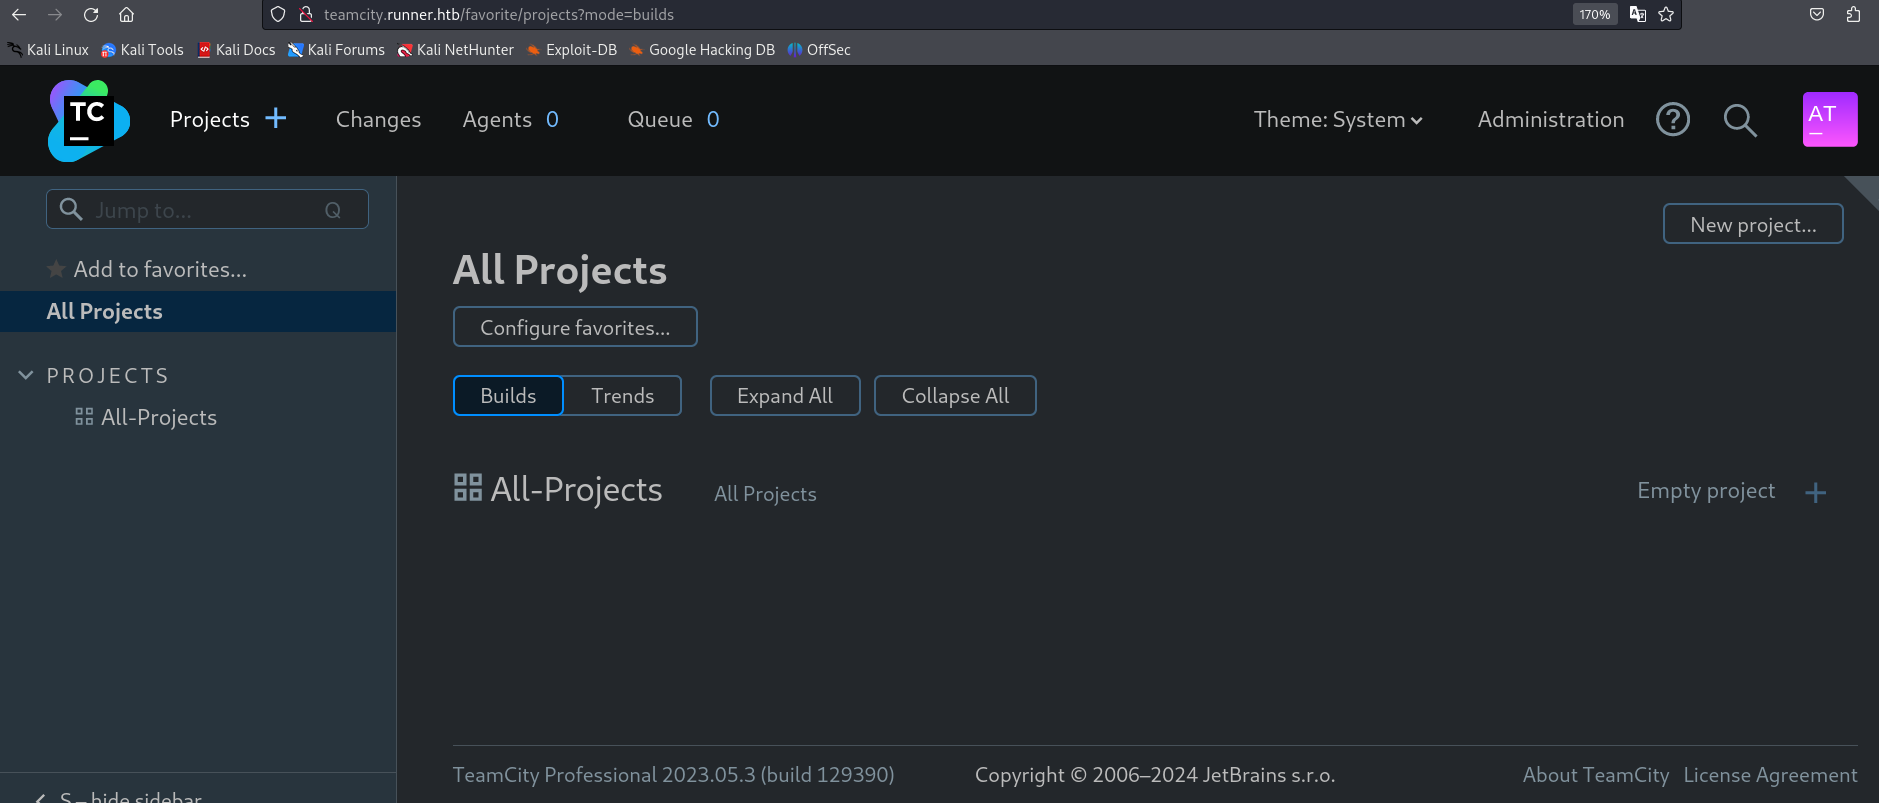 teamcity.runner.htb/favorite/projects?mode=builds 170%
Kali Linux Kali Tools Kali Docs Kali Forums Kali NetHunter Exploit-DB Google Hacking DB OffSec
TC Projects Changes Agents 0 Queue 0 Theme: System Administration AT
Jump to... Q
New project...
Add to favorites...
All Projects
All Projects
Configure favorites...
PROJECTS
Builds Trends Expand All Collapse All
All-Projects
All-Projects All Projects Empty project
TeamCity Professional 2023.05.3 (build 129390) Copyright © 2006–2024 JetBrains s.r.o. About TeamCity License Agreement
S – hide sidebar